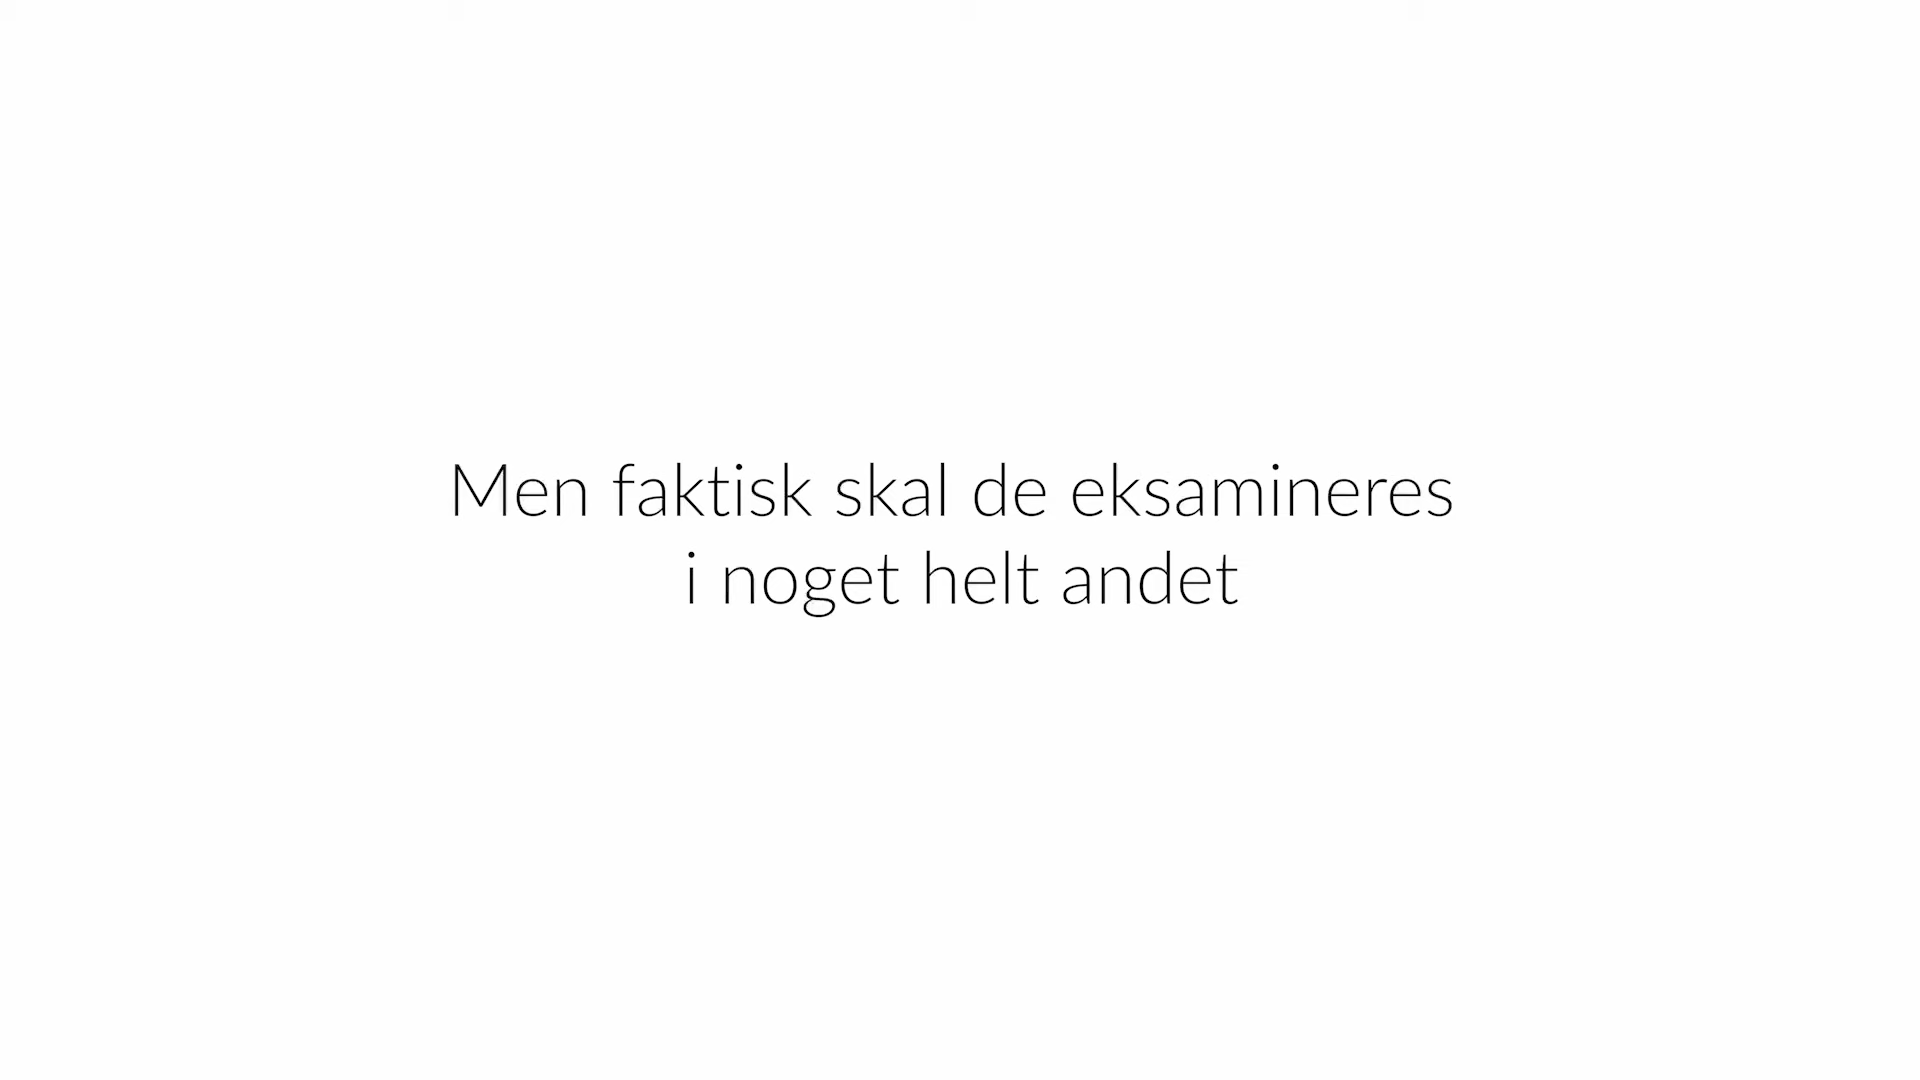 Men faktisk skal de eksamineres
i noget helt andet